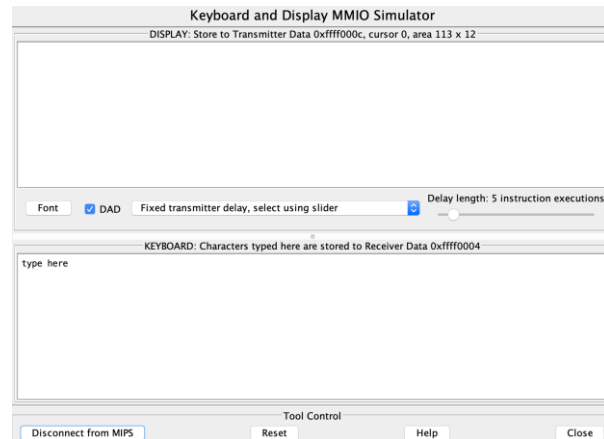 Keyboard and Display MMIO Simulator
DISPLAY: Store to Transmitter Data 0xffff000c, cursor 0, area 113 x 12
Font
DAD
Fixed transmitter delay, select using slider
Delay length: 5 instruction executions
KEYBOARD: Characters typed here are stored to Receiver Data 0xffff0004
type here
Tool Control
Disconnect from MIPS
Reset
Help
Close